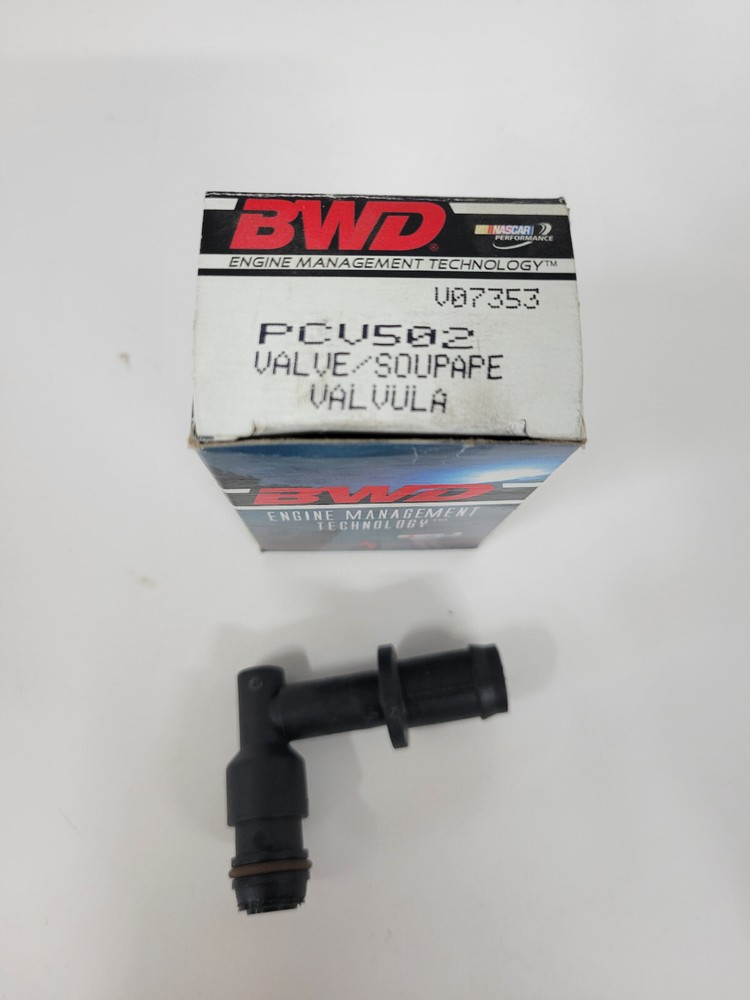 BWD®
NASCAR
PERFORMANCE
ENGINE MANAGEMENT TECHNOLOGY™
V07353
PCV502
VALVE/SOUPAPE
VALVULA
BWD
ENGINE MANAGEMENT
TECHNOLOGY™